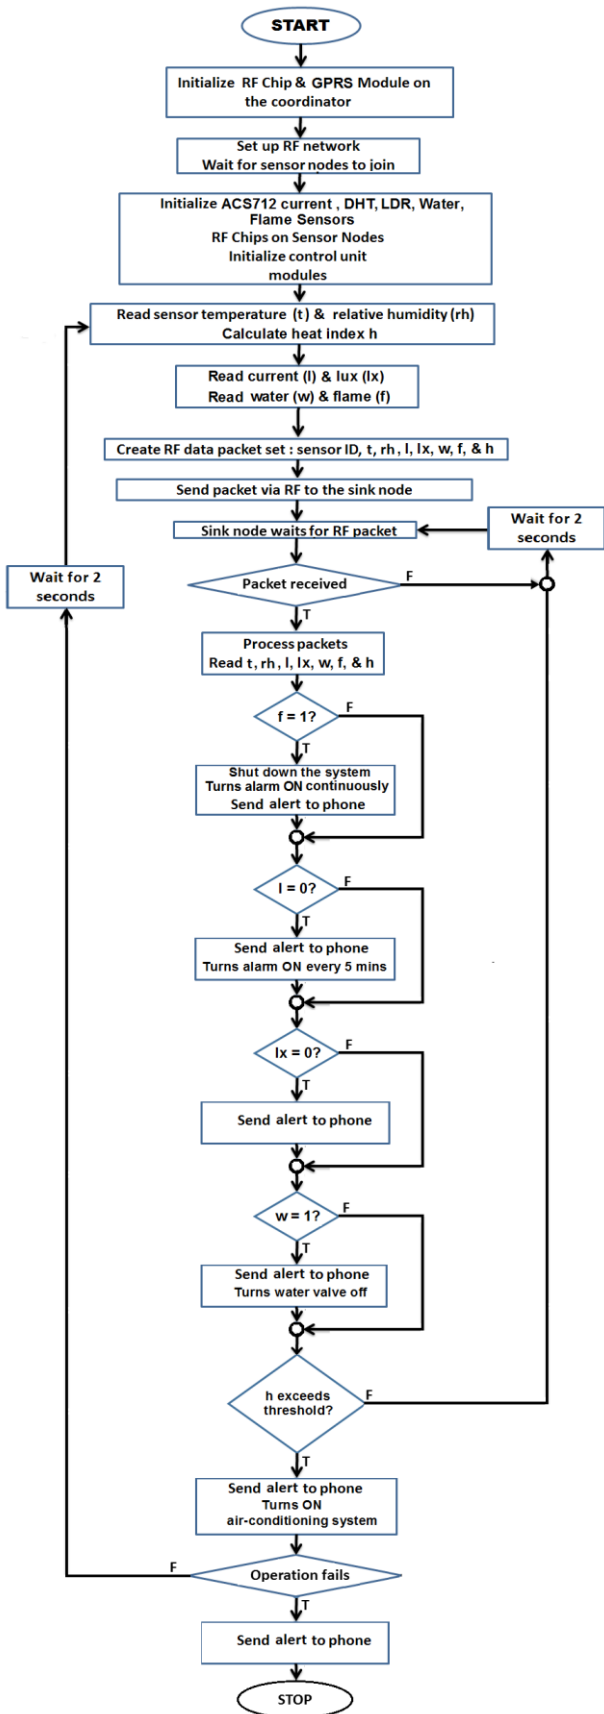 START
Initialize RF Chip & GPRS Module on
the coordinator
Set up RF network
Wait for sensor nodes to join
Initialize ACS712 current , DHT, LDR, Water,
Flame Sensors
RF Chips on Sensor Nodes
Initialize control unit
modules
Read sensor temperature (t) & relative humidity (rh)
Calculate heat index h
Read current (I) & lux (lx)
Read water (w) & flame (f)
Create RF data packet set : sensor ID, t, rh, I, lx, w, f, & h
Send packet via RF to the sink node
Sink node waits for RF packet
Wait for 2
seconds
Wait for 2
seconds
Packet received
F
T
Process packets
Read t, rh, I, lx, w, f, & h
f = 1?
F
T
Shut down the system
Turns alarm ON continuously
Send alert to phone
I = 0?
F
T
Send alert to phone
Turns alarm ON every 5 mins
lx = 0?
F
T
Send alert to phone
w = 1?
F
T
Send alert to phone
Turns water valve off
h exceeds
threshold?
F
T
Send alert to phone
Turns ON
air-conditioning system
F
Operation fails
T
Send alert to phone
STOP